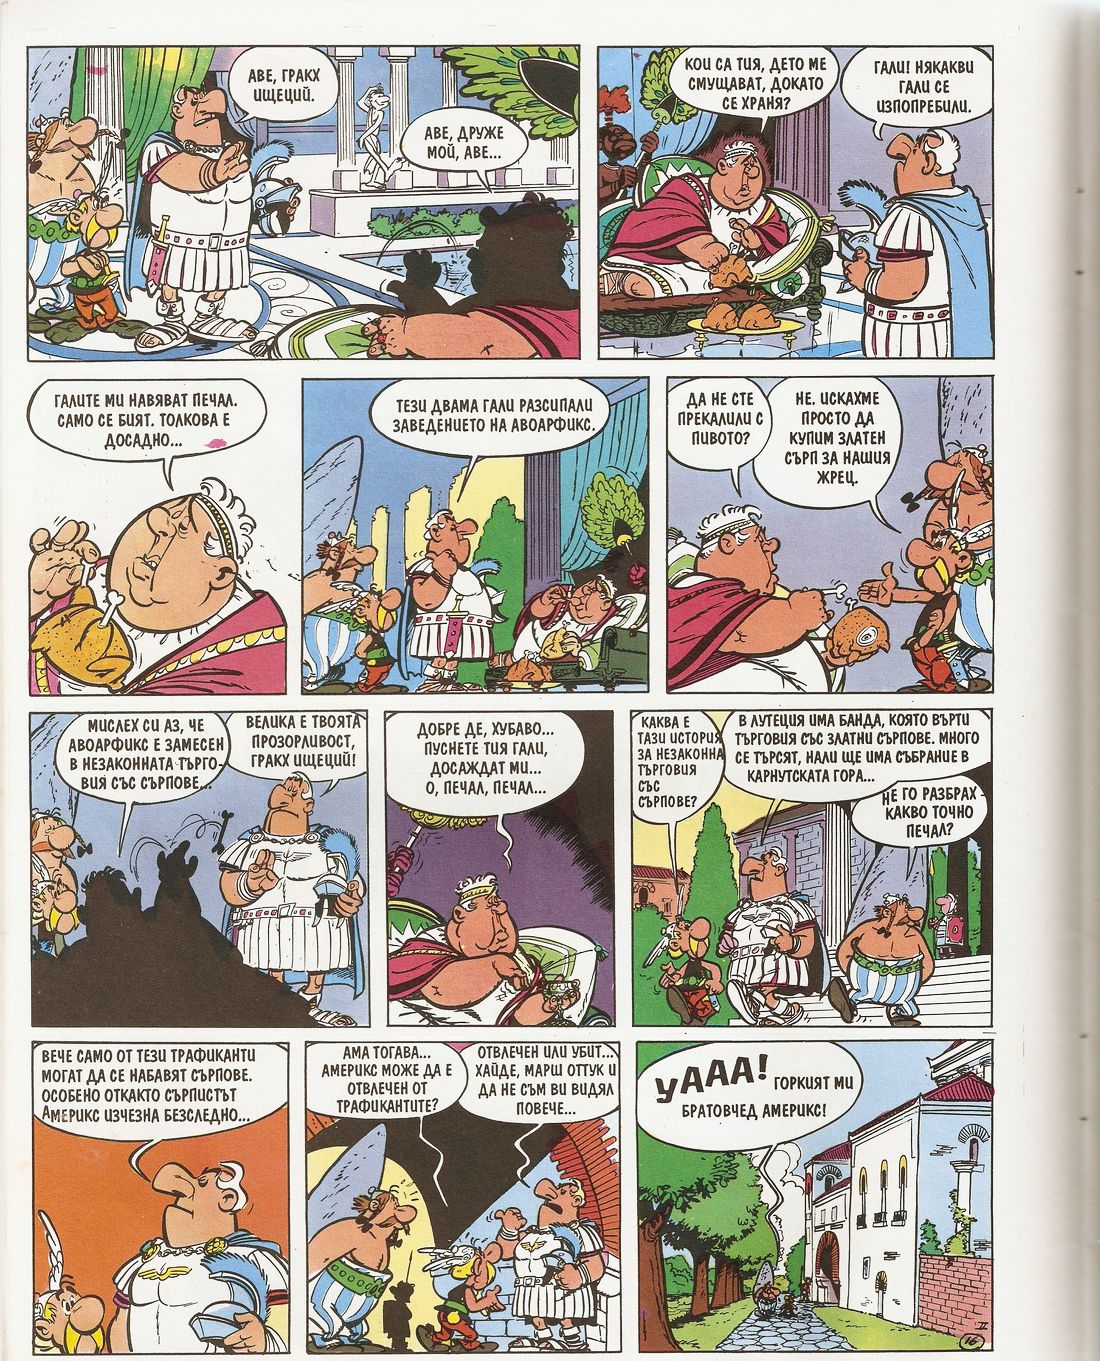 АВЕ, ГРАКХ
ИЩЕЦИЙ.
АВЕ, ДРУЖЕ
МОЙ, АВЕ...
КОИ СА ТИЯ, ДЕТО МЕ
СМУЩАВАТ, ДОКАТО
СЕ ХРАНЯ?
ГАЛИ! НЯКАКВИ
ГАЛИ СЕ
ИЗПОПРЕБИЛИ.
ГАЛИТЕ МИ НАВЯВАТ ПЕЧАЛ.
САМО СЕ БИЯТ. ТОЛКОВА Е
ДОСАДНО...
ТЕЗИ ДВАМА ГАЛИ РАЗСИПАЛИ
ЗАВЕДЕНИЕТО НА АВОАРФИКС.
ДА НЕ СТЕ
ПРЕКАЛИЛИ С
ПИВОТО?
НЕ. ИСКАХМЕ
ПРОСТО ДА
КУПИМ ЗЛАТЕН
СЪРП ЗА НАШИЯ
ЖРЕЦ.
МИСЛЕХ СИ АЗ, ЧЕ
АВОАРФИКС Е ЗАМЕСЕН
В НЕЗАКОННАТА ТЪРГО-
ВИЯ СЪС СЪРПОВЕ...
ВЕЛИКА Е ТВОЯТА
ПРОЗОРЛИВОСТ,
ГРАКХ ИЩЕЦИЙ!
ДОБРЕ ДЕ, ХУБАВО...
ПУСНЕТЕ ТИЯ ГАЛИ,
ДОСАЖДАТ МИ...
О, ПЕЧАЛ, ПЕЧАЛ...
КАКВА Е
ТАЗИ ИСТОРИЯ
ЗА НЕЗАКОННА
ТЪРГОВИЯ
СЪС
СЪРПОВЕ?
В ЛУТЕЦИЯ ИМА БАНДА, КОЯТО ВЪРТИ
ТЪРГОВИЯ СЪС ЗЛАТНИ СЪРПОВЕ. МНОГО
СЕ ТЪРСЯТ, НАЛИ ЩЕ ИМА СЪБРАНИЕ В
КАРНУТСКАТА ГОРА...
НЕ ГО РАЗБРАХ
КАКВО ТОЧНО
ПЕЧАЛ?
ВЕЧЕ САМО ОТ ТЕЗИ ТРАФИКАНТИ
МОГАТ ДА СЕ НАБАВЯТ СЪРПОВЕ.
ОСОБЕНО ОТКАКТО СЪРПИСТЪТ
АМЕРИКС ИЗЧЕЗНА БЕЗСЛЕДНО...
АМА ТОГАВА...
АМЕРИКС МОЖЕ ДА Е
ОТВЛЕЧЕН ОТ
ТРАФИКАНТИТЕ?
ОТВЛЕЧЕН ИЛИ УБИТ...
ХАЙДЕ, МАРШ ОТТУК И
ДА НЕ СЪМ ВИ ВИДЯЛ
ПОВЕЧЕ...
УААА! ГОРКИЯТ МИ
БРАТОВЧЕД АМЕРИКС!
II
16